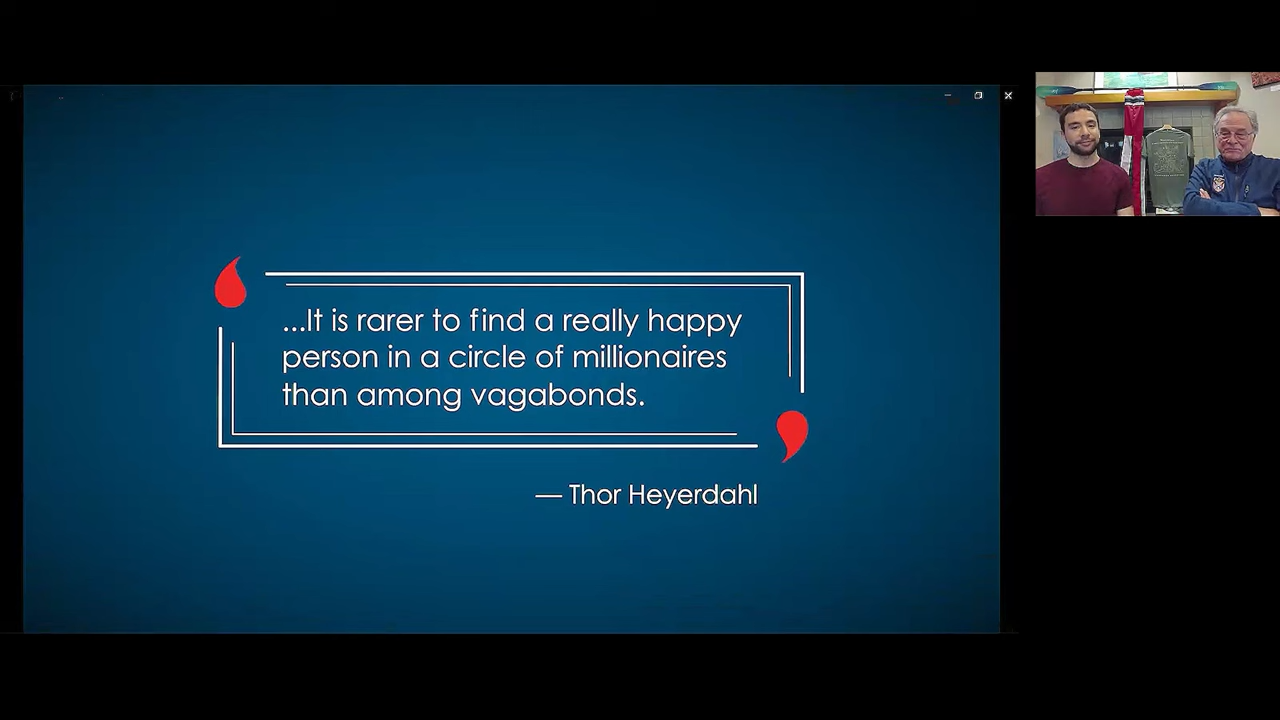 ...It is rarer to find a really happy
person in a circle of millionaires
than among vagabonds.
— Thor Heyerdahl